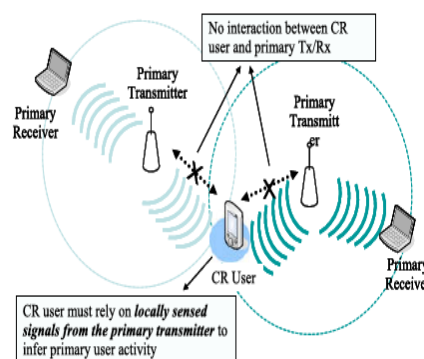 No interaction between CR
user and primary Tx/Rx
Primary
Transmitter
Primary
Receiver
Primary
Transmitt
er
CR User
Primary
Receive
CR user must rely on locally sensed
signals from the primary transmitter to
infer primary user activity